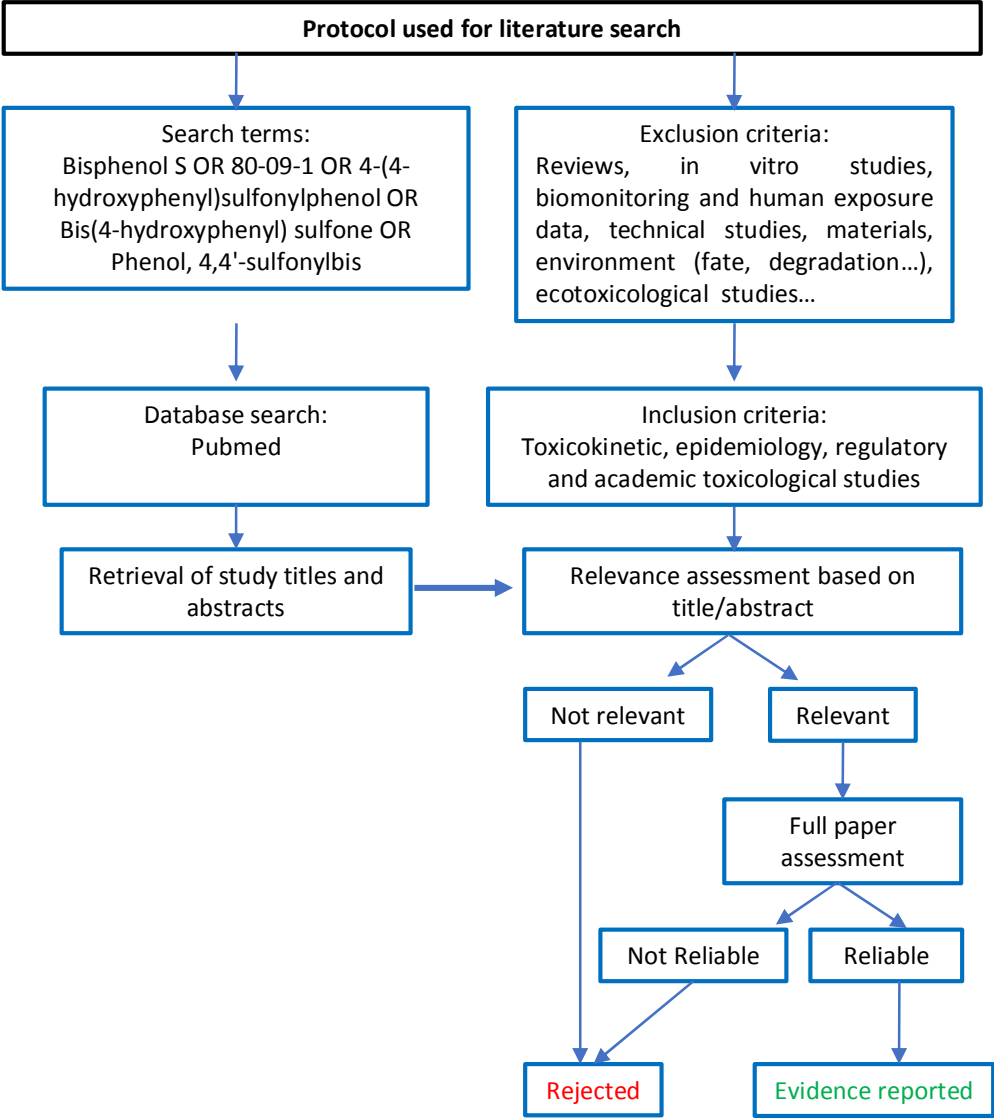 Protocol used for literature search
Search terms:
Bisphenol S OR 80-09-1 OR 4-(4-
hydroxyphenyl)sulfonylphenol OR
Bis(4-hydroxyphenyl) sulfone OR
Phenol, 4,4'-sulfonylbis
Exclusion criteria:
Reviews, in vitro studies,
biomonitoring and human exposure
data, technical studies, materials,
environment (fate, degradation…),
ecotoxicological studies…
Database search:
Pubmed
Inclusion criteria:
Toxicokinetic, epidemiology, regulatory
and academic toxicological studies
Retrieval of study titles and
abstracts
Relevance assessment based on
title/abstract
Not relevant
Relevant
Full paper
assessment
Not Reliable
Reliable
Rejected
Evidence reported